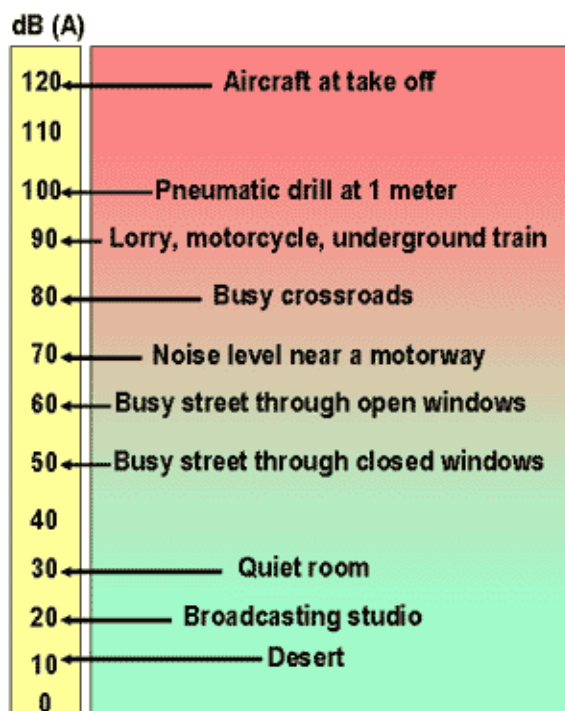 dB (A)
120 Aircraft at take off
110
100 Pneumatic drill at 1 meter
90 Lorry, motorcycle, underground train
80 Busy crossroads
70 Noise level near a motorway
60 Busy street through open windows
50 Busy street through closed windows
40
30 Quiet room
20 Broadcasting studio
10 Desert
0